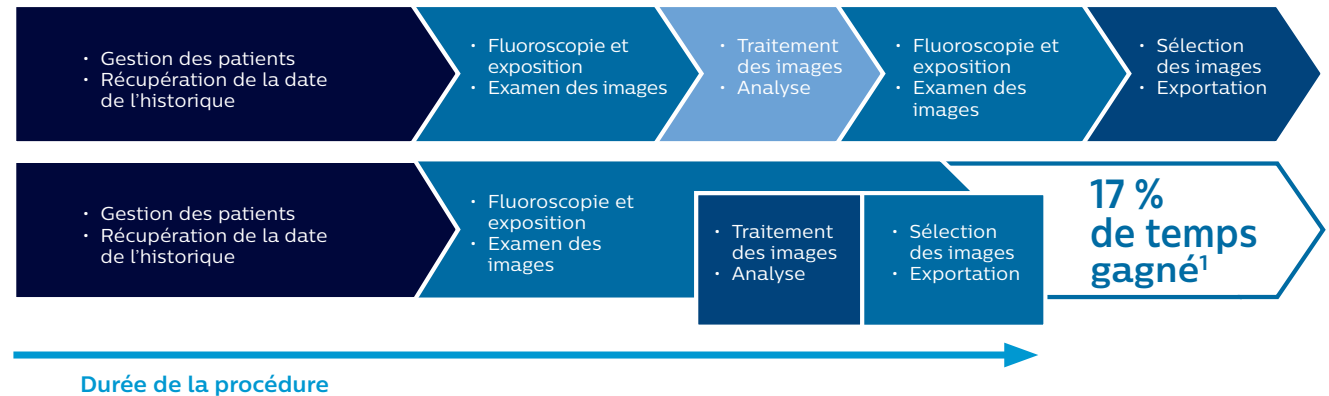 · Gestion des patients
· Récupération de la date
de l’historique
· Fluoroscopie et
exposition
· Examen des images
· Traitement
des images
· Analyse
· Fluoroscopie et
exposition
· Examen des
images
· Sélection
des images
· Exportation
· Gestion des patients
· Récupération de la date
de l’historique
· Fluoroscopie et
exposition
· Examen des
images
· Traitement
des images
· Analyse
· Sélection
des images
· Exportation
17 %
de temps
gagné¹
Durée de la procédure